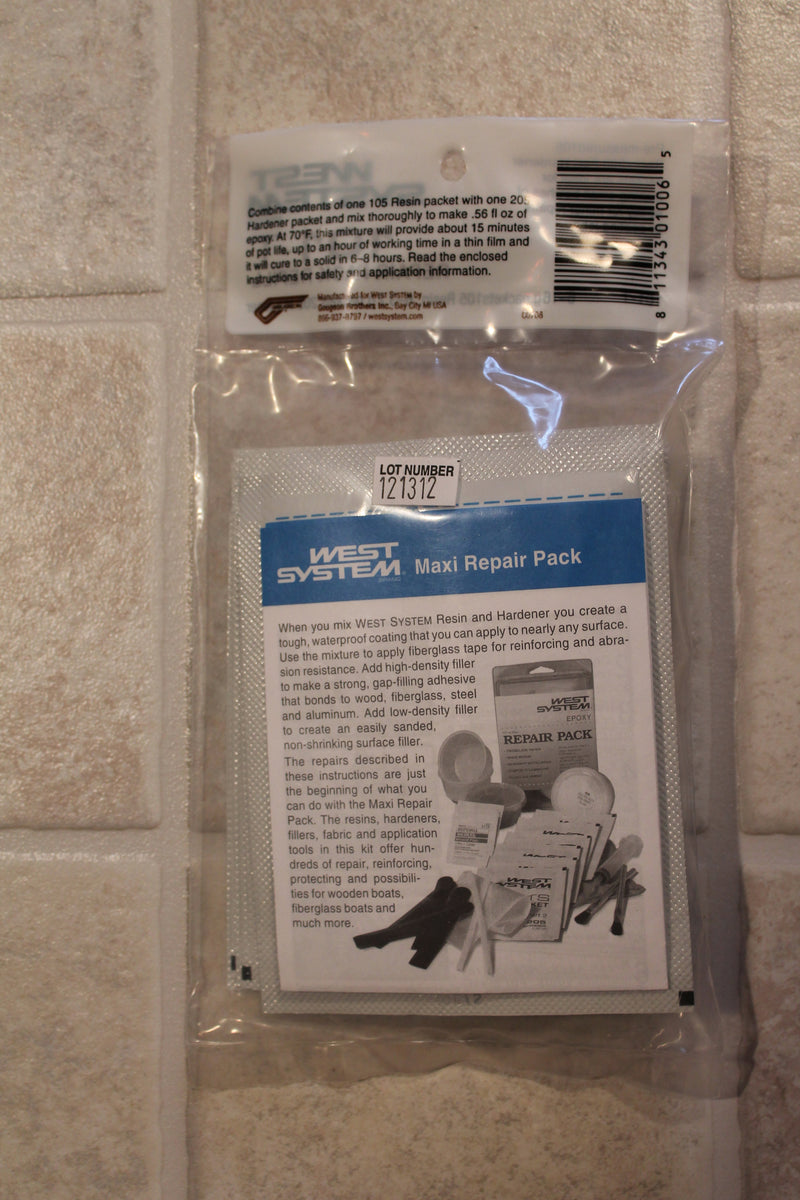 WEST
SYSTEM
Combine contents of one 105 Resin packet with one 205
Hardener packet and mix thoroughly to make .56 fl oz of
epoxy. At 70°F, this mixture will provide about 15 minutes
of pot life, up to an hour of working time in a thin film and
it will cure to a solid in 6–8 hours. Read the enclosed
instructions for safety and application information.
Manufactured for WEST SYSTEM by
Gougeon Brothers Inc., Bay City MI USA
866-937-8797 / westsystem.com
8 11343 01006 5
LOT NUMBER
121312
WEST
SYSTEM
BRAND
Maxi Repair Pack
When you mix WEST SYSTEM Resin and Hardener you create a
tough, waterproof coating that you can apply to nearly any surface.
Use the mixture to apply fiberglass tape for reinforcing and abra-
sion resistance. Add high-density filler
to make a strong, gap-filling adhesive
that bonds to wood, fiberglass, steel
and aluminum. Add low-density filler
to create an easily sanded,
non-shrinking surface filler.
The repairs described in
these instructions are just
the beginning of what you
can do with the Maxi Repair
Pack. The resins, hardeners,
fillers, fabric and application
tools in this kit offer hun-
dreds of repair, reinforcing,
protecting and possibili-
ties for wooden boats,
fiberglass boats and
much more.
WEST
SYSTEM
EPOXY
REPAIR PACK
WEST
SYSTEM